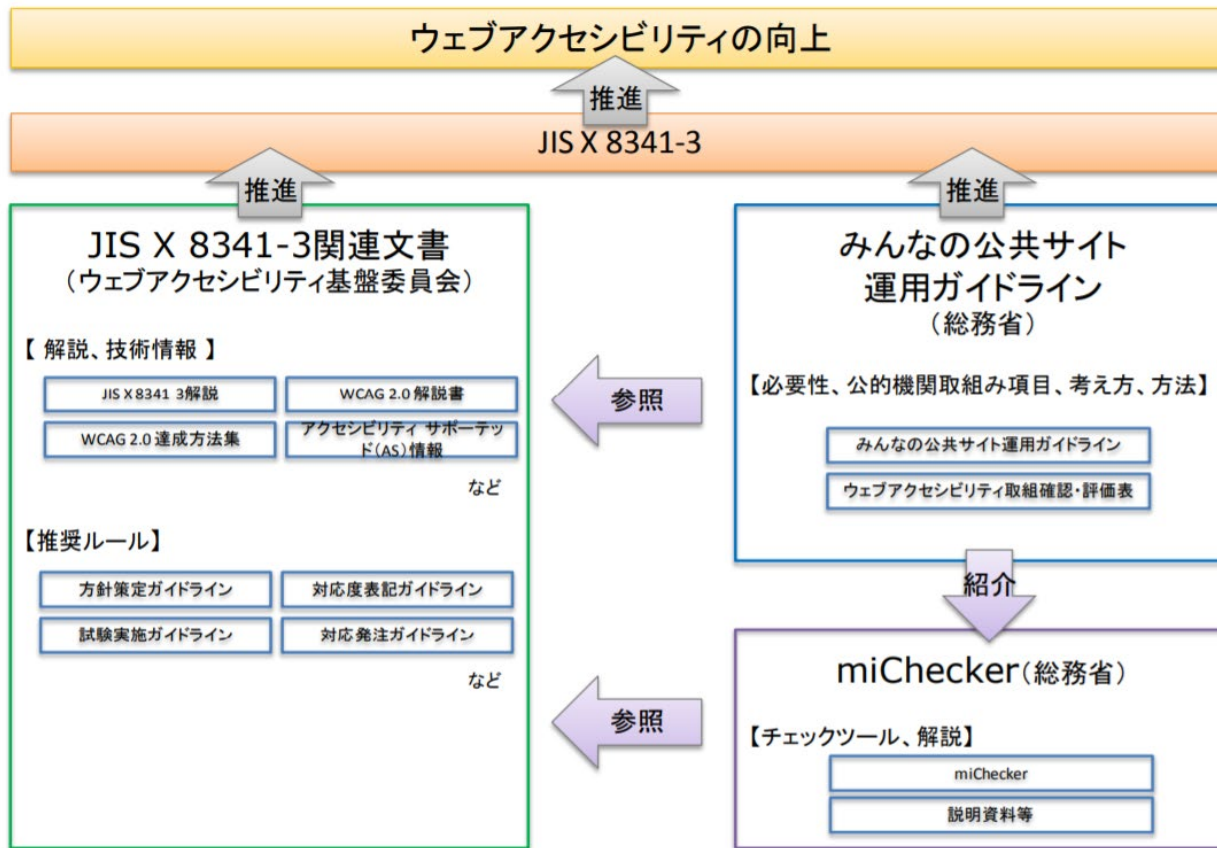 ウェブアクセシビリティの向上
推進
JIS X 8341-3
推進
推進
JIS X 8341-3関連文書
（ウェブアクセシビリティ基盤委員会）
【 解説、技術情報 】
JIS X 8341 3解説
WCAG 2.0 解説書
WCAG 2.0 達成方法集
アクセシビリティ サポーテッ
ド（AS）情報
など
【推奨ルール】
方針策定ガイドライン
対応度表記ガイドライン
試験実施ガイドライン
対応発注ガイドライン
など
参照
参照
みんなの公共サイト
運用ガイドライン
（総務省）
【必要性、公的機関取組み項目、考え方、方法】
みんなの公共サイト運用ガイドライン
ウェブアクセシビリティ取組確認・評価表
紹介
miChecker（総務省）
【チェックツール、解説】
miChecker
説明資料等